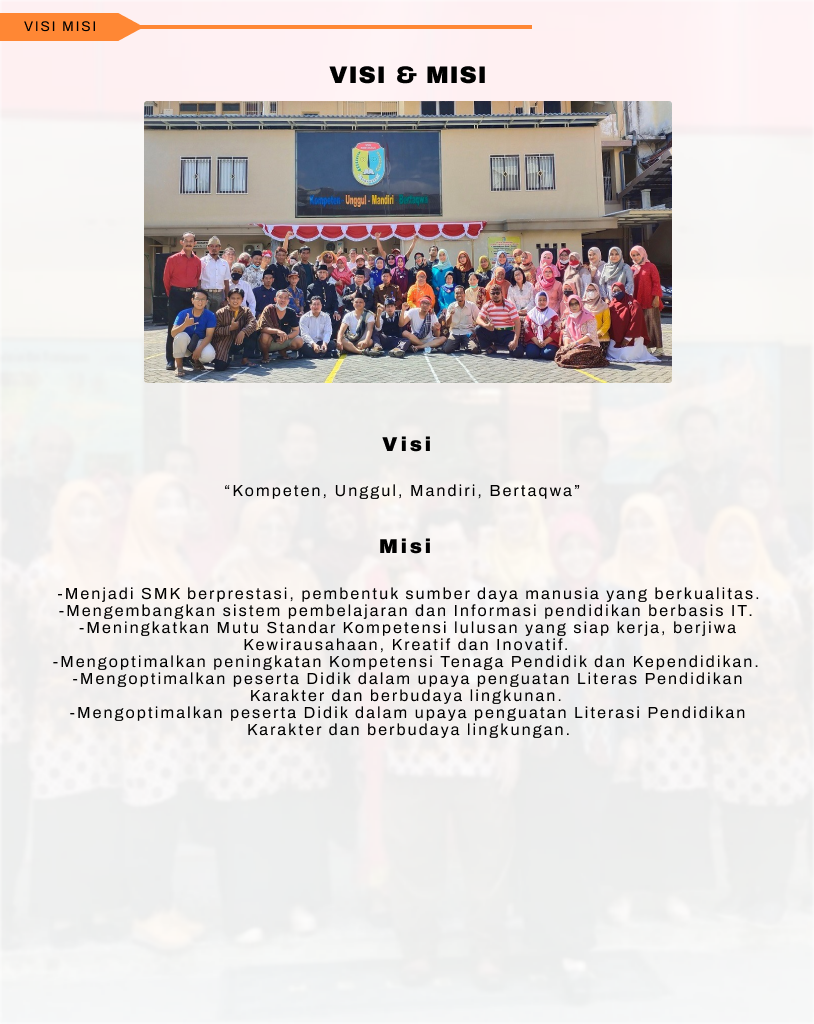 VISI MISI
VISI & MISI
Kompeten - Unggul - Mandiri Bertaqwa
Visi
“Kompeten, Unggul, Mandiri, Bertaqwa”
Misi
-Menjadi SMK berprestasi, pembentuk sumber daya manusia yang berkualitas.
-Mengembangkan sistem pembelajaran dan Informasi pendidikan berbasis IT.
-Meningkatkan Mutu Standar Kompetensi lulusan yang siap kerja, berjiwa
Kewirausahaan, Kreatif dan Inovatif.
-Mengoptimalkan peningkatan Kompetensi Tenaga Pendidik dan Kependidikan.
-Mengoptimalkan peserta Didik dalam upaya penguatan Literas Pendidikan
Karakter dan berbudaya lingkunan.
-Mengoptimalkan peserta Didik dalam upaya penguatan Literasi Pendidikan
Karakter dan berbudaya lingkungan.